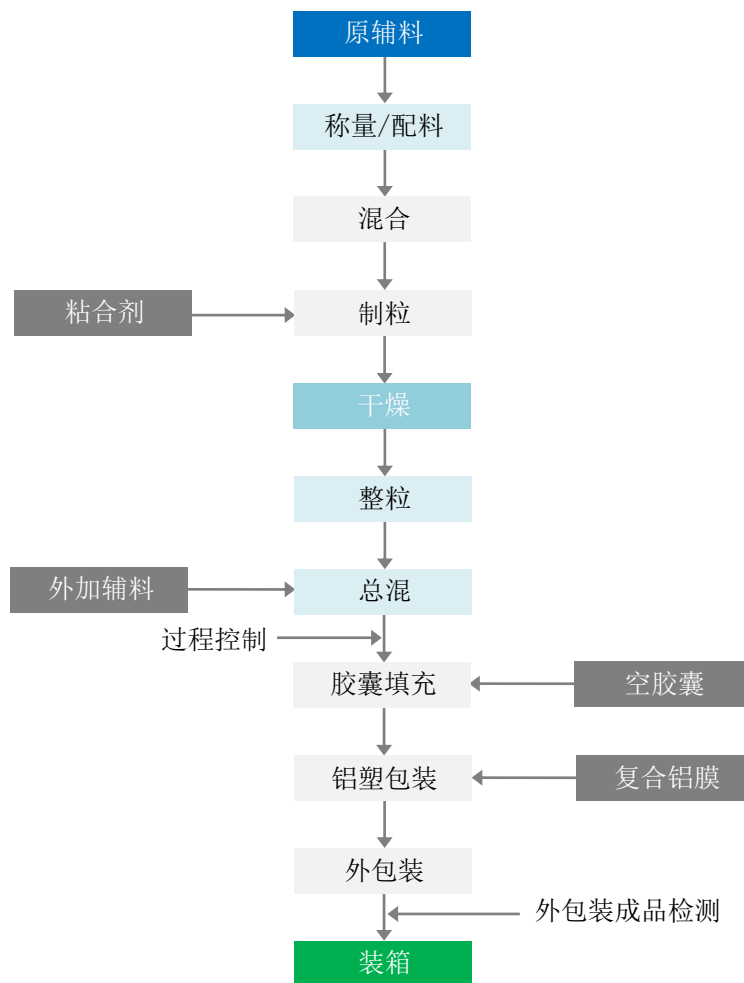 原辅料
称量/配料
混合
粘合剂
制粒
干燥
整粒
外加辅料
总混
过程控制
胶囊填充
空胶囊
铝塑包装
复合铝膜
外包装
外包装成品检测
装箱